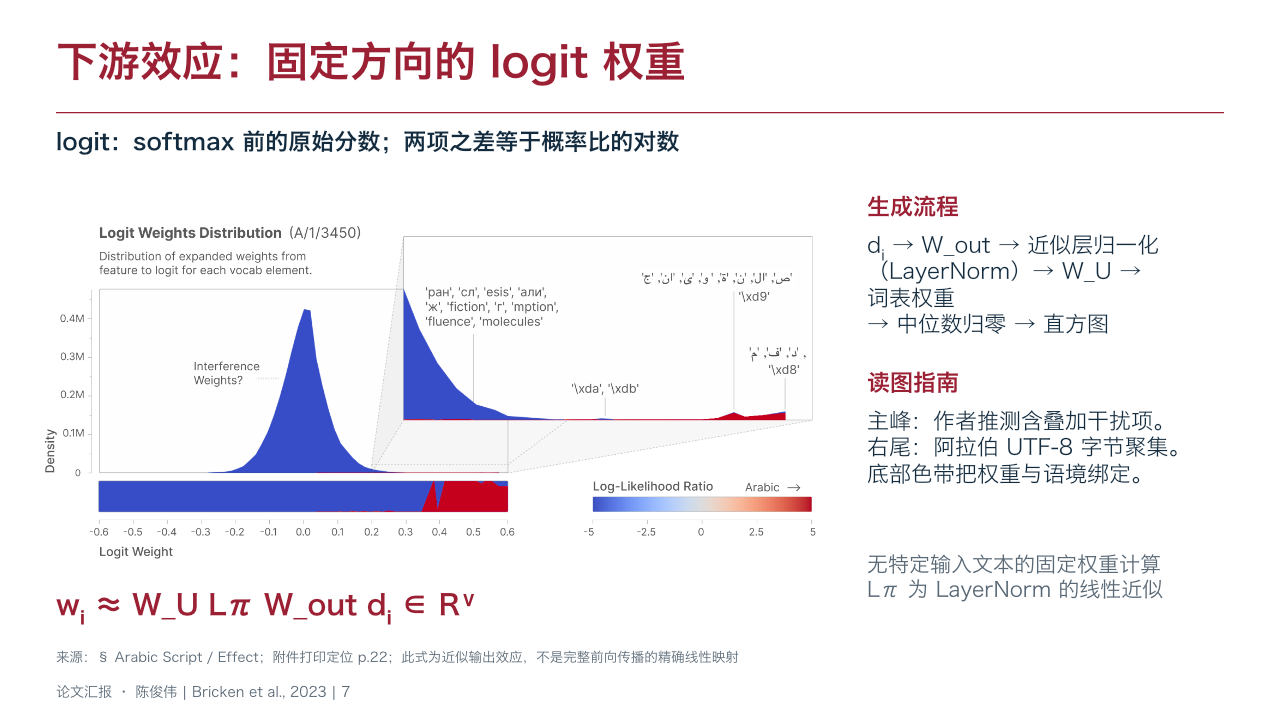 下游效应：固定方向的 logit 权重
logit：softmax 前的原始分数；两项之差等于概率比的对数
Logit Weights Distribution (A/1/3450)
Distribution of expanded weights from
feature to logit for each vocab element.
0.4M
0.3M
0.2M
0.1M
0
Density
Interference
Weights?
'ран', 'сл', 'esis', 'али',
'ж', 'fiction', 'г', 'mption',
'fluence', 'molecules'
'\xda', '\xdb'
'ص', 'ال', 'ن', 'ة', 'و', 'ی', 'ان', 'ج'
'\xd9'
'د', 'ف', 'م',
'\xd8'
-0.6 -0.5 -0.4 -0.3 -0.2 -0.1 0.0 0.1 0.2 0.3 0.4 0.5 0.6
Logit Weight
Log-Likelihood Ratio Arabic →
-5 -2.5 0 2.5 5
wᵢ ≈ W_U Lπ W_out dᵢ ∈ Rᵛ
生成流程
dᵢ → W_out → 近似层归一化
（LayerNorm）→ W_U →
词表权重
→ 中位数归零 → 直方图
读图指南
主峰：作者推测含叠加干扰项。
右尾：阿拉伯 UTF-8 字节聚集。
底部色带把权重与语境绑定。
无特定输入文本的固定权重计算
Lπ 为 LayerNorm 的线性近似
来源：§ Arabic Script / Effect；附件打印定位 p.22；此式为近似输出效应，不是完整前向传播的精确线性映射
论文汇报 · 陈俊伟 | Bricken et al., 2023 | 7